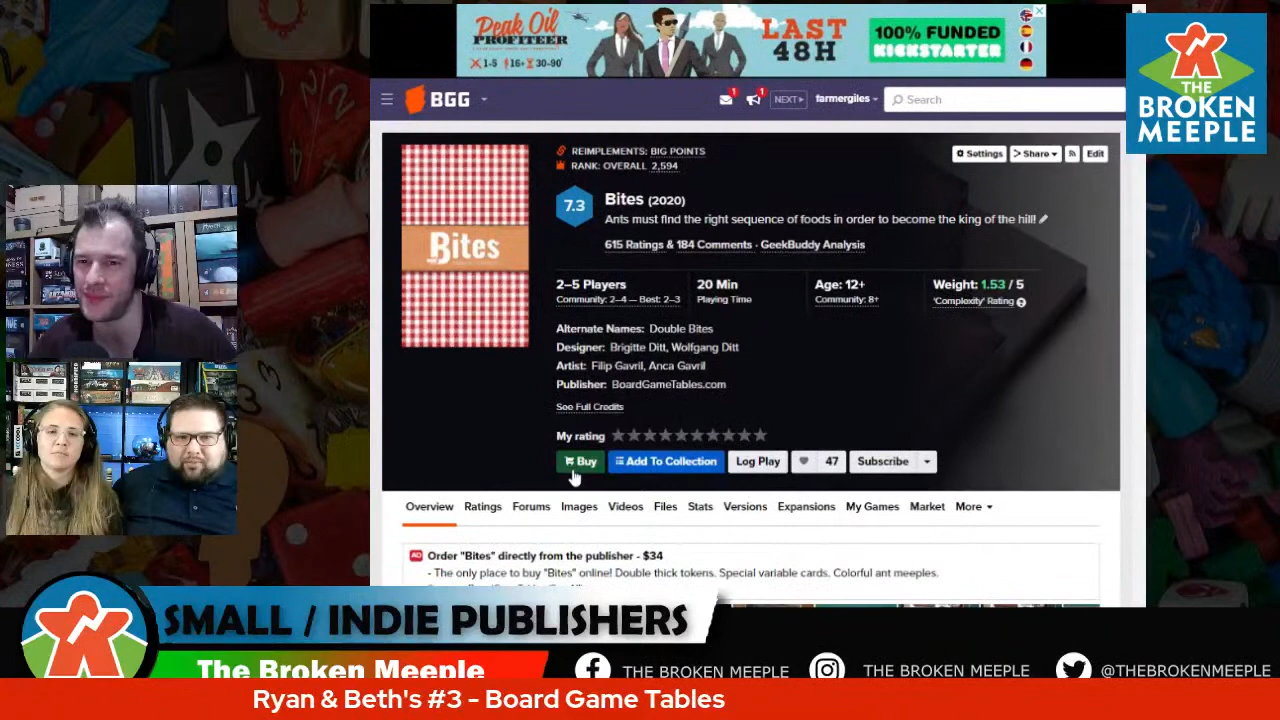 Peak Oil
PROFITEER
1-5 16+ 30-90'
LAST
48H
100% FUNDED
KICKSTARTER
THE
BROKEN
MEEPLE
BGG
1
1
NEXT
farmergiles
Search
REIMPLEMENTS: BIG POINTS
RANK: OVERALL 2,594
Settings
Share
Edit
7.3
Bites (2020)
Ants must find the right sequence of foods in order to become the king of the hill!
615 Ratings & 184 Comments · GeekBuddy Analysis
Bites
2–5 Players
Community: 2–4 — Best: 2–3
20 Min
Playing Time
Age: 12+
Community: 8+
Weight: 1.53 / 5
'Complexity' Rating
Alternate Names: Double Bites
Designer: Brigitte Ditt, Wolfgang Ditt
Artist: Filip Gavril, Anca Gavril
Publisher: BoardGameTables.com
See Full Credits
My rating
Buy
Add To Collection
Log Play
47
Subscribe
Overview Ratings Forums Images Videos Files Stats Versions Expansions My Games Market More
AD Order "Bites" directly from the publisher - $34
- The only place to buy "Bites" online! Double thick tokens. Special variable cards. Colorful ant meeples.
SMALL / INDIE PUBLISHERS
The Broken Meeple
THE BROKEN MEEPLE
THE BROKEN MEEPLE
@THEBROKENMEEPLE
Ryan & Beth's #3 - Board Game Tables